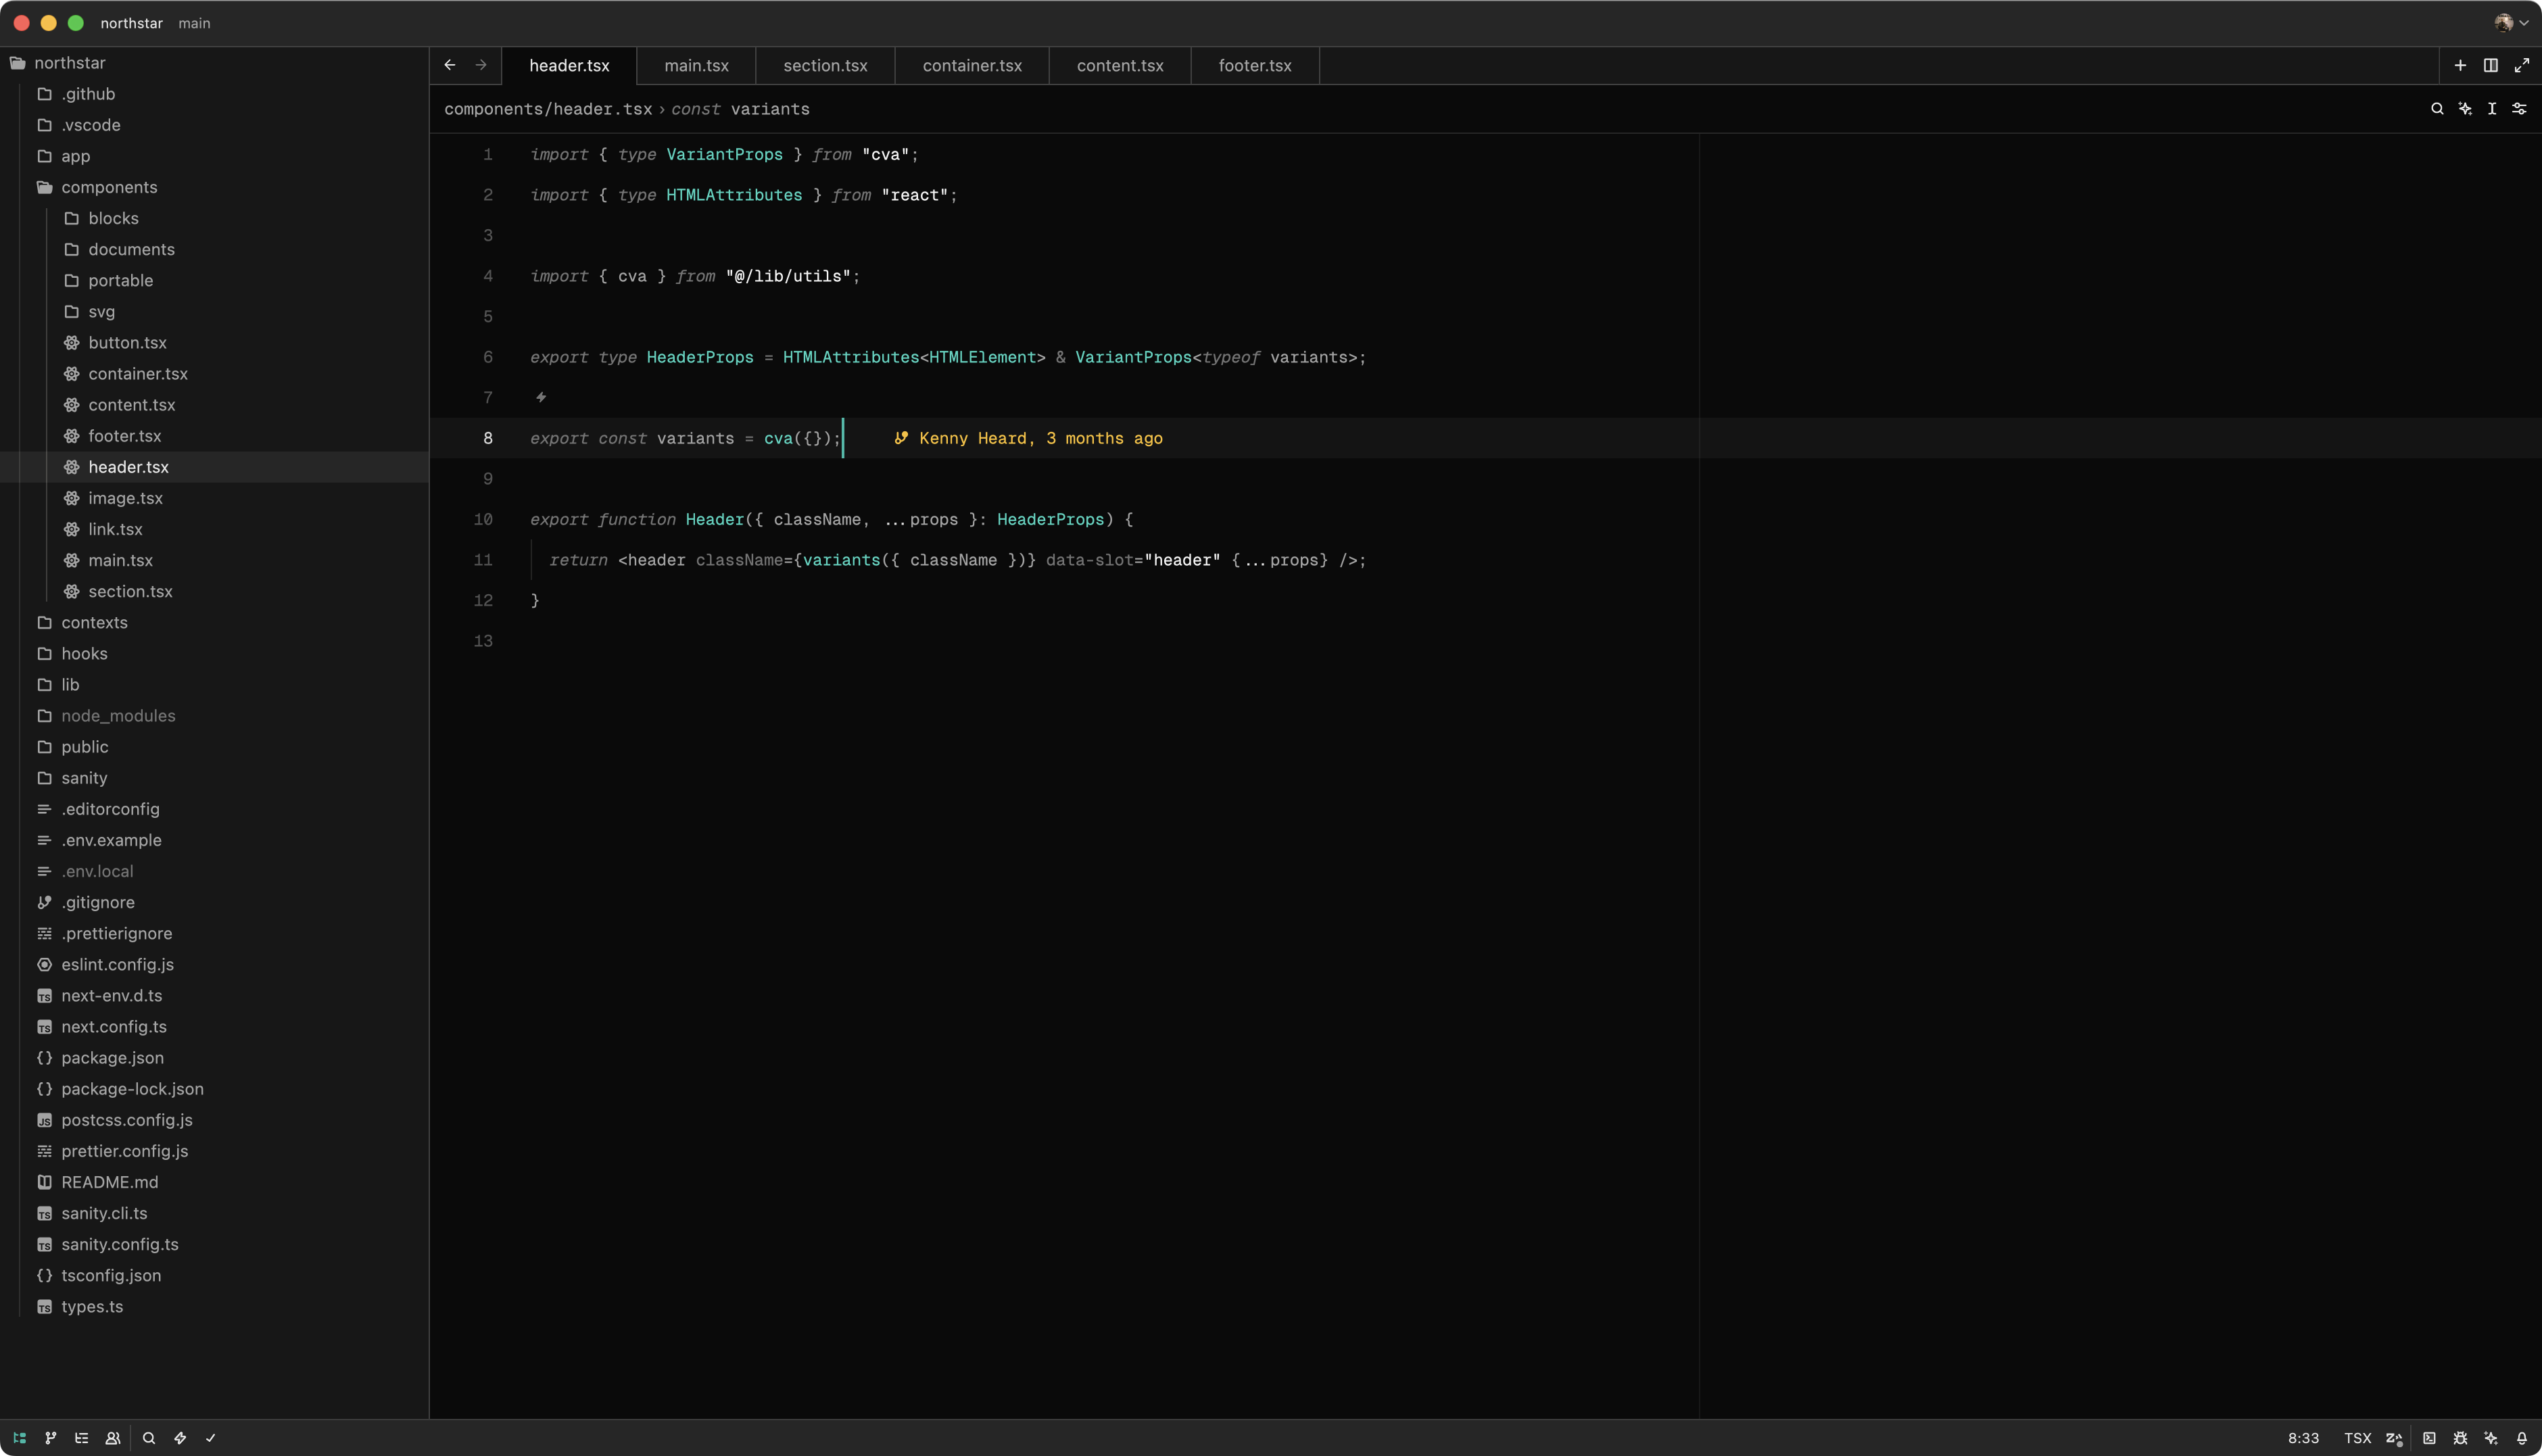 northstar main
northstar
.github
.vscode
app
components
blocks
documents
portable
svg
button.tsx
container.tsx
content.tsx
footer.tsx
header.tsx
image.tsx
link.tsx
main.tsx
section.tsx
contexts
hooks
lib
node_modules
public
sanity
.editorconfig
.env.example
.env.local
.gitignore
.prettierignore
eslint.config.js
next-env.d.ts
next.config.ts
package.json
package-lock.json
postcss.config.js
prettier.config.js
README.md
sanity.cli.ts
sanity.config.ts
tsconfig.json
types.ts
header.tsx main.tsx section.tsx container.tsx content.tsx footer.tsx
components/header.tsx › const variants
1 import { type VariantProps } from "cva";
2 import { type HTMLAttributes } from "react";
3
4 import { cva } from "@/lib/utils";
5
6 export type HeaderProps = HTMLAttributes<HTMLElement> & VariantProps<typeof variants>;
7
8 export const variants = cva({}); Kenny Heard, 3 months ago
9
10 export function Header({ className, ...props }: HeaderProps) {
11 return <header className={variants({ className })} data-slot="header" {...props} />;
12 }
13
8:33 TSX